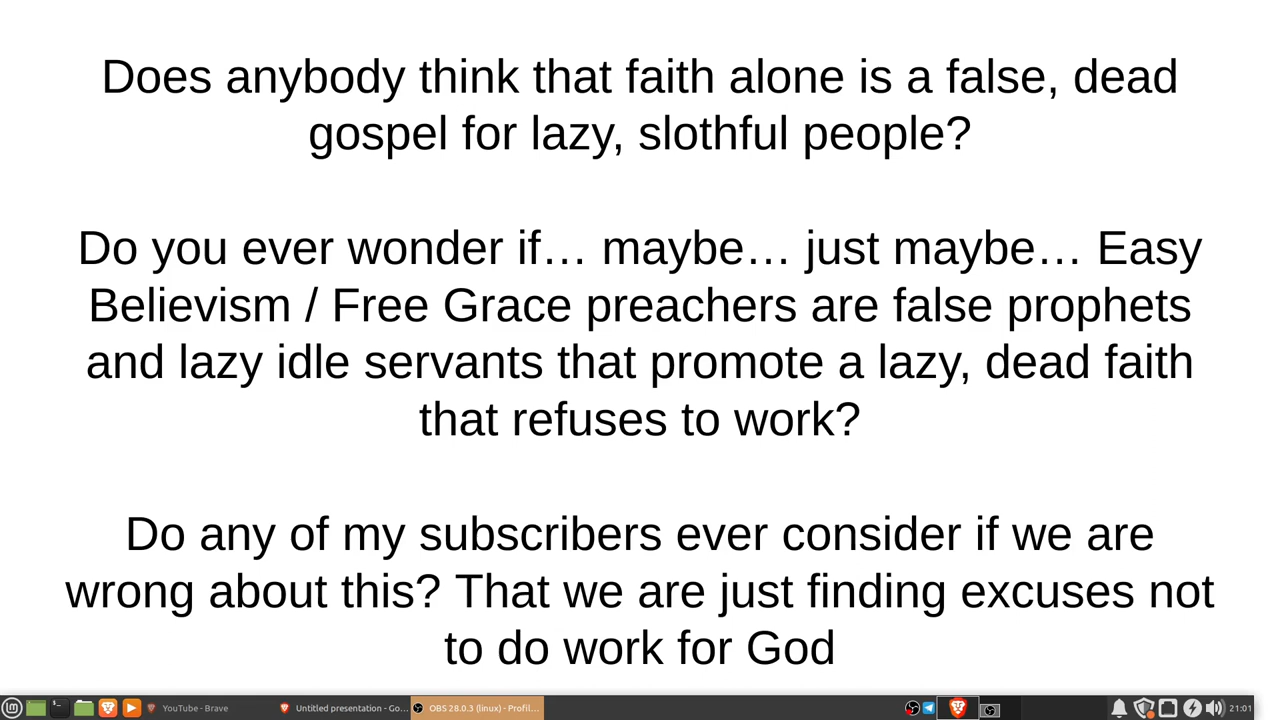 Does anybody think that faith alone is a false, dead
gospel for lazy, slothful people?
Do you ever wonder if… maybe… just maybe… Easy
Believism / Free Grace preachers are false prophets
and lazy idle servants that promote a lazy, dead faith
that refuses to work?
Do any of my subscribers ever consider if we are
wrong about this? That we are just finding excuses not
to do work for God
YouTube - Brave
Untitled presentation - Go...
OBS 28.0.3 (linux) - Profil...
21:01